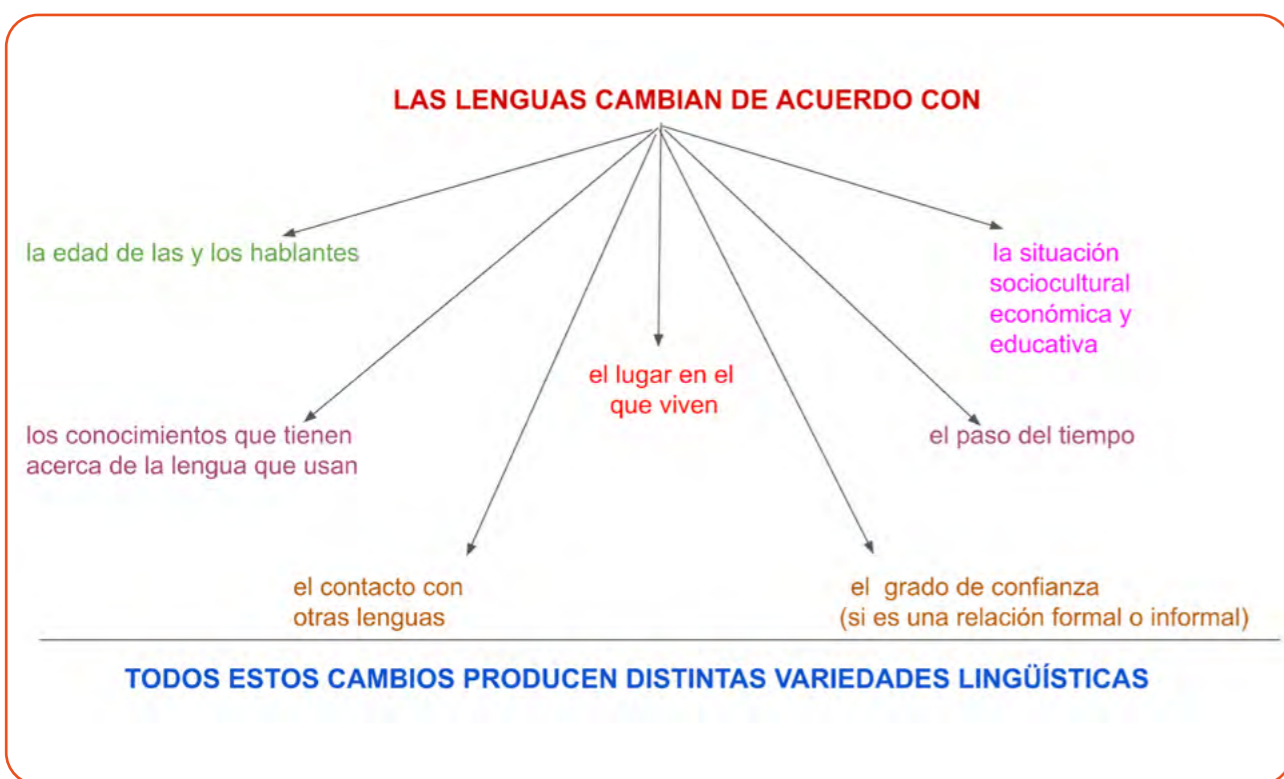 LAS LENGUAS CAMBIAN DE ACUERDO CON
la edad de las y los hablantes
la situación
sociocultural
económica y
educativa
el lugar en el
que viven
los conocimientos que tienen
acerca de la lengua que usan
el paso del tiempo
el contacto con
otras lenguas
el grado de confianza
(si es una relación formal o informal)
TODOS ESTOS CAMBIOS PRODUCEN DISTINTAS VARIEDADES LINGÜÍSTICAS